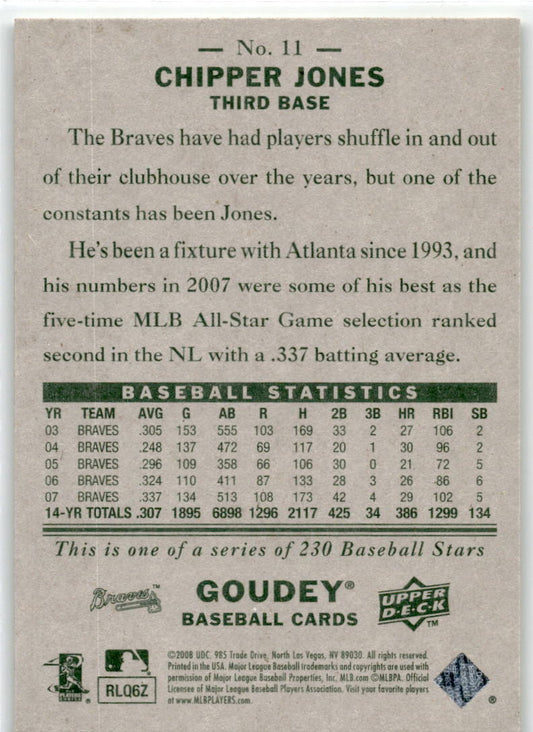 — No. 11 —
CHIPPER JONES
THIRD BASE
The Braves have had players shuffle in and out
of their clubhouse over the years, but one of the
constants has been Jones.
He's been a fixture with Atlanta since 1993, and
his numbers in 2007 were some of his best as the
five-time MLB All-Star Game selection ranked
second in the NL with a .337 batting average.
BASEBALL STATISTICS
YR TEAM AVG G AB R H 2B 3B HR RBI SB
03 BRAVES .305 153 555 103 169 33 2 27 106 2
04 BRAVES .248 137 472 69 117 20 1 30 96 2
05 BRAVES .296 109 358 66 106 30 0 21 72 5
06 BRAVES .324 110 411 87 133 28 3 26 86 6
07 BRAVES .337 134 513 108 173 42 4 29 102 5
14-YR TOTALS .307 1895 6898 1296 2117 425 34 386 1299 134
This is one of a series of 230 Baseball Stars
Braves™
GOUDEY®
BASEBALL CARDS
UPPER
D·E·C·K
™
©2008 UDC. 985 Trade Drive, North Las Vegas, NV 89030. All rights reserved.
Printed in the USA. Major League Baseball trademarks and copyrights are used with
permission of Major League Baseball Properties, Inc. MLB.com ©MLBPA. Official
Licensee of Major League Baseball Players Association. Visit your favorite players
at www.MLBPLAYERS.com.
RLQ6Z
®